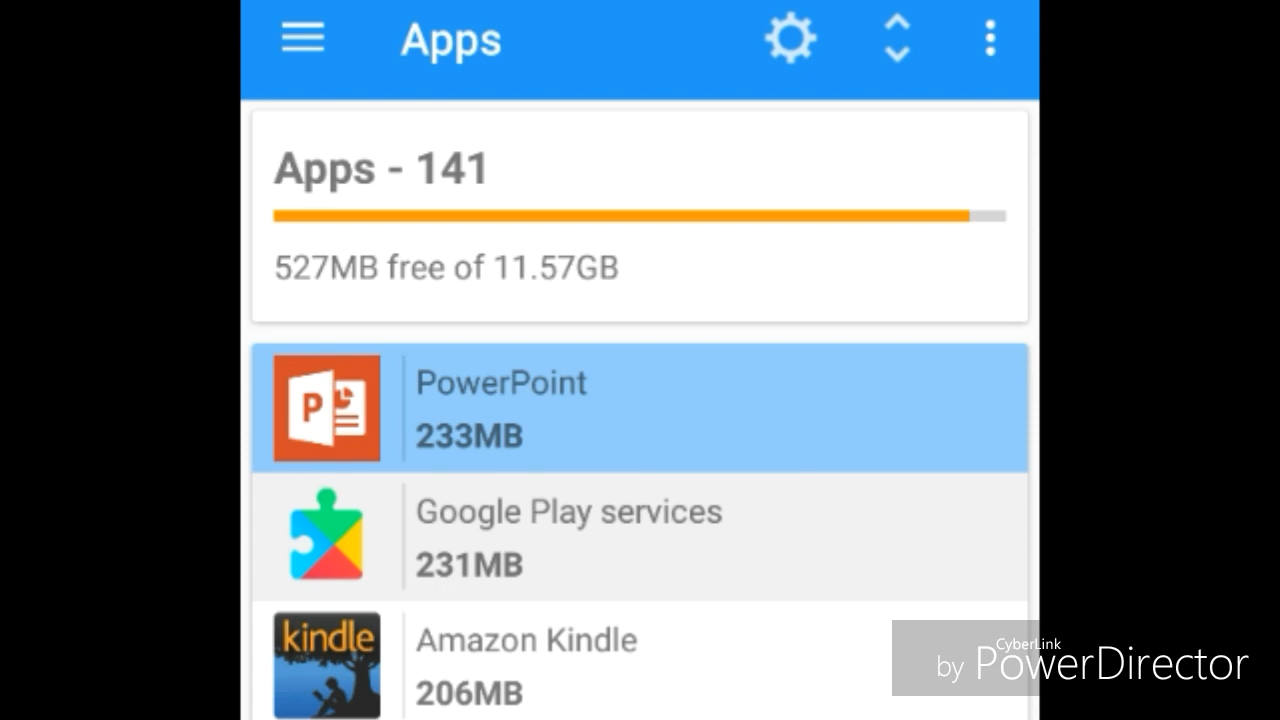 Apps
Apps - 141
527MB free of 11.57GB
P
PowerPoint
233MB
Google Play services
231MB
kindle
Amazon Kindle
206MB
CyberLink
by PowerDirector